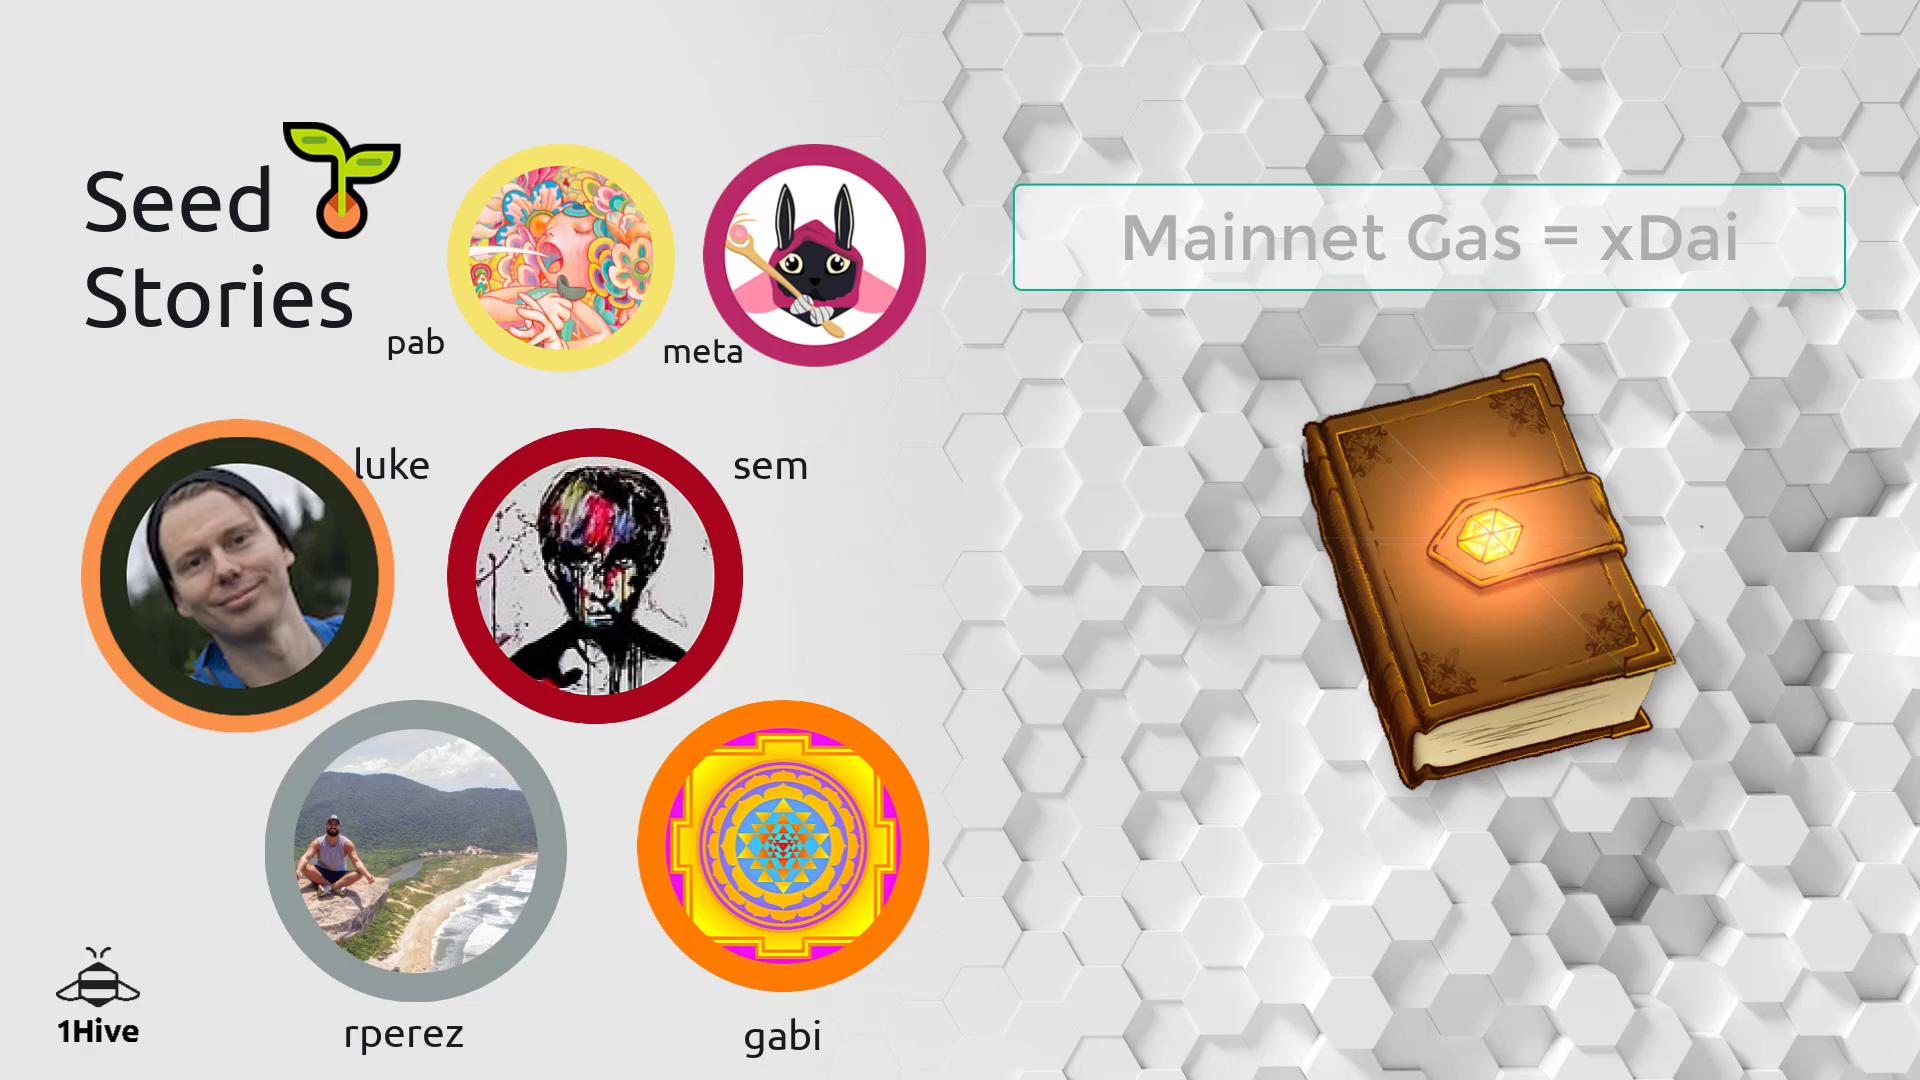 Seed
Stories
pab
meta
luke
sem
rperez
gabi
1Hive
Mainnet Gas = xDai